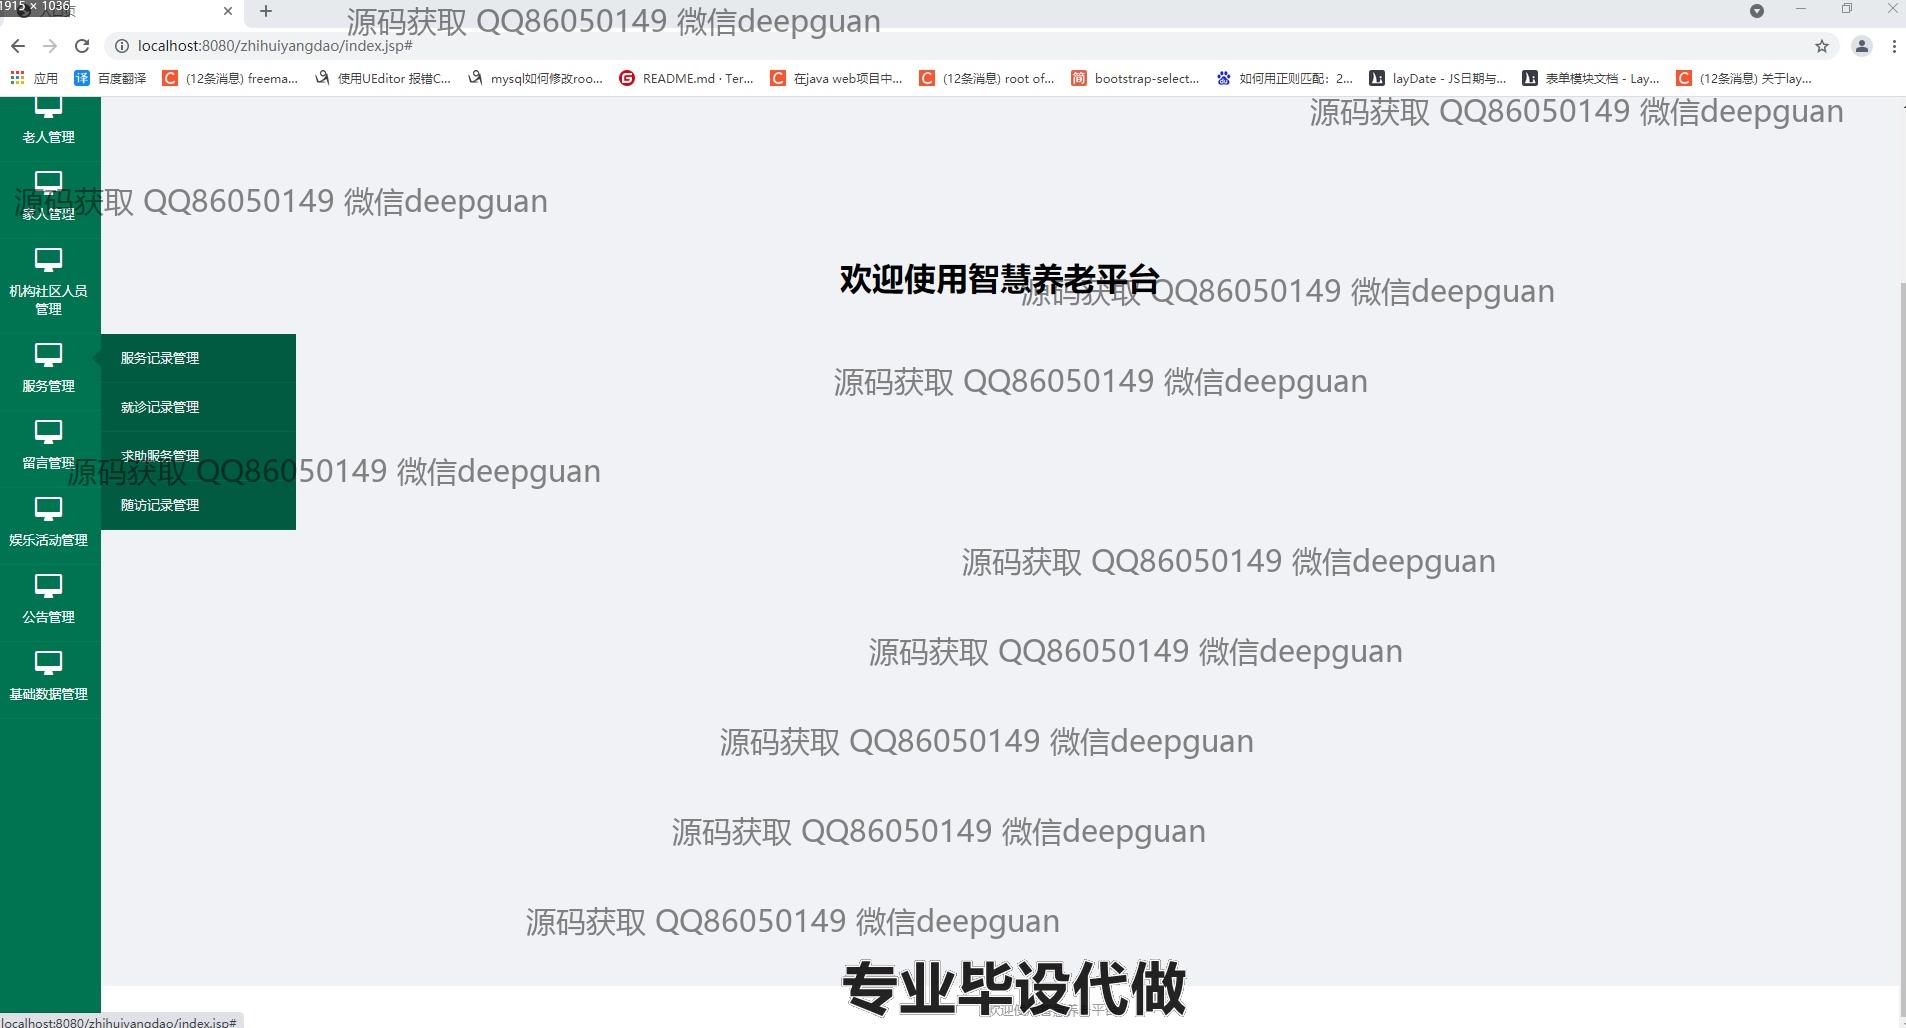 1915 × 1036
源码获取 QQ86050149 微信deepguan
localhost:8080/zhihuiyangdao/index.jsp#
应用 百度翻译 (12条消息) freema... 使用UEditor 报错C... mysql如何修改roo... README.md · Ter... 在java web项目中... (12条消息) root of... bootstrap-select... 如何用正则匹配：2... layDate - JS日期与... 表单模块文档 - Lay... (12条消息) 关于lay...
源码获取 QQ86050149 微信deepguan
老人管理
源码获取 QQ86050149 微信deepguan
家人管理
欢迎使用智慧养老平台
源码获取 QQ86050149 微信deepguan
机构社区人员
管理
服务记录管理
服务管理
源码获取 QQ86050149 微信deepguan
就诊记录管理
求助服务管理
留言管理
源码获取 QQ86050149 微信deepguan
随访记录管理
娱乐活动管理
源码获取 QQ86050149 微信deepguan
公告管理
源码获取 QQ86050149 微信deepguan
基础数据管理
源码获取 QQ86050149 微信deepguan
源码获取 QQ86050149 微信deepguan
源码获取 QQ86050149 微信deepguan
专业毕设代做
localhost:8080/zhihuiyangdao/index.jsp#